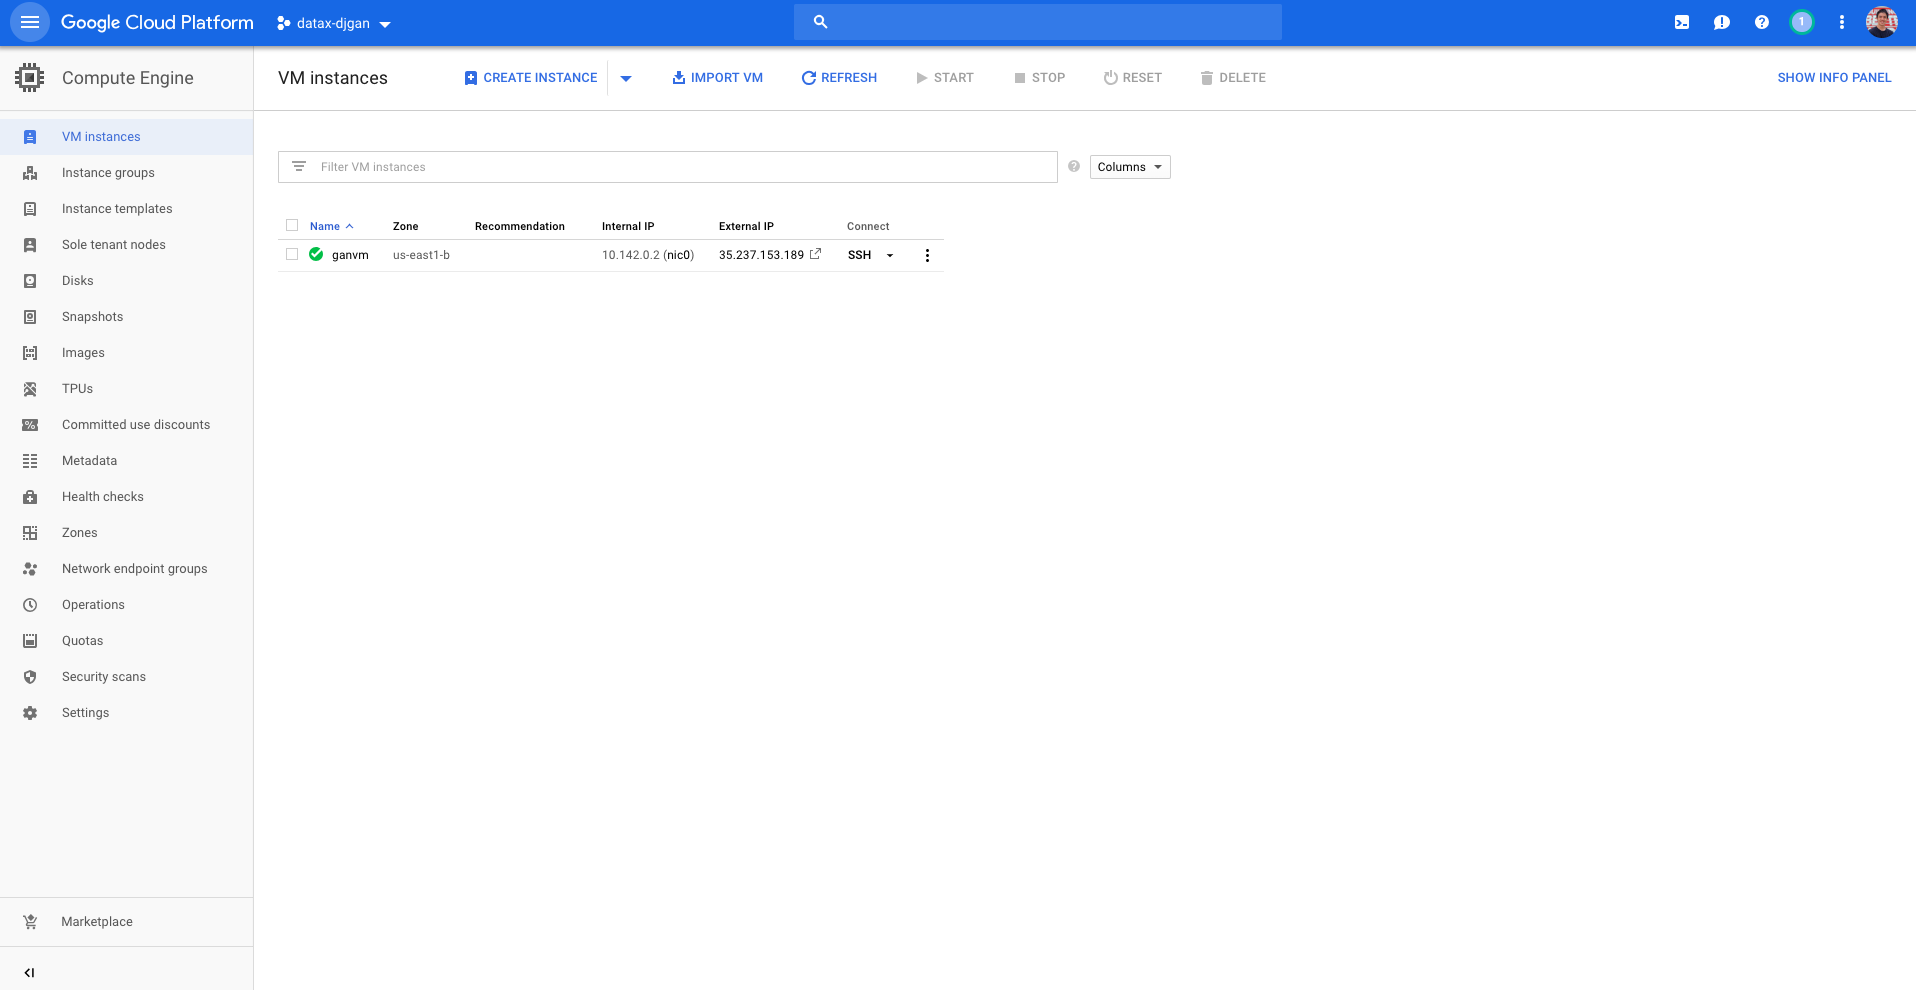 Google Cloud Platform datax-djgan 1
Compute Engine
VM instances
Instance groups
Instance templates
Sole tenant nodes
Disks
Snapshots
Images
TPUs
Committed use discounts
Metadata
Health checks
Zones
Network endpoint groups
Operations
Quotas
Security scans
Settings
Marketplace
VM instances CREATE INSTANCE IMPORT VM REFRESH START STOP RESET DELETE SHOW INFO PANEL
Filter VM instances Columns
Name Zone Recommendation Internal IP External IP Connect
ganvm us-east1-b 10.142.0.2 (nic0) 35.237.153.189 SSH